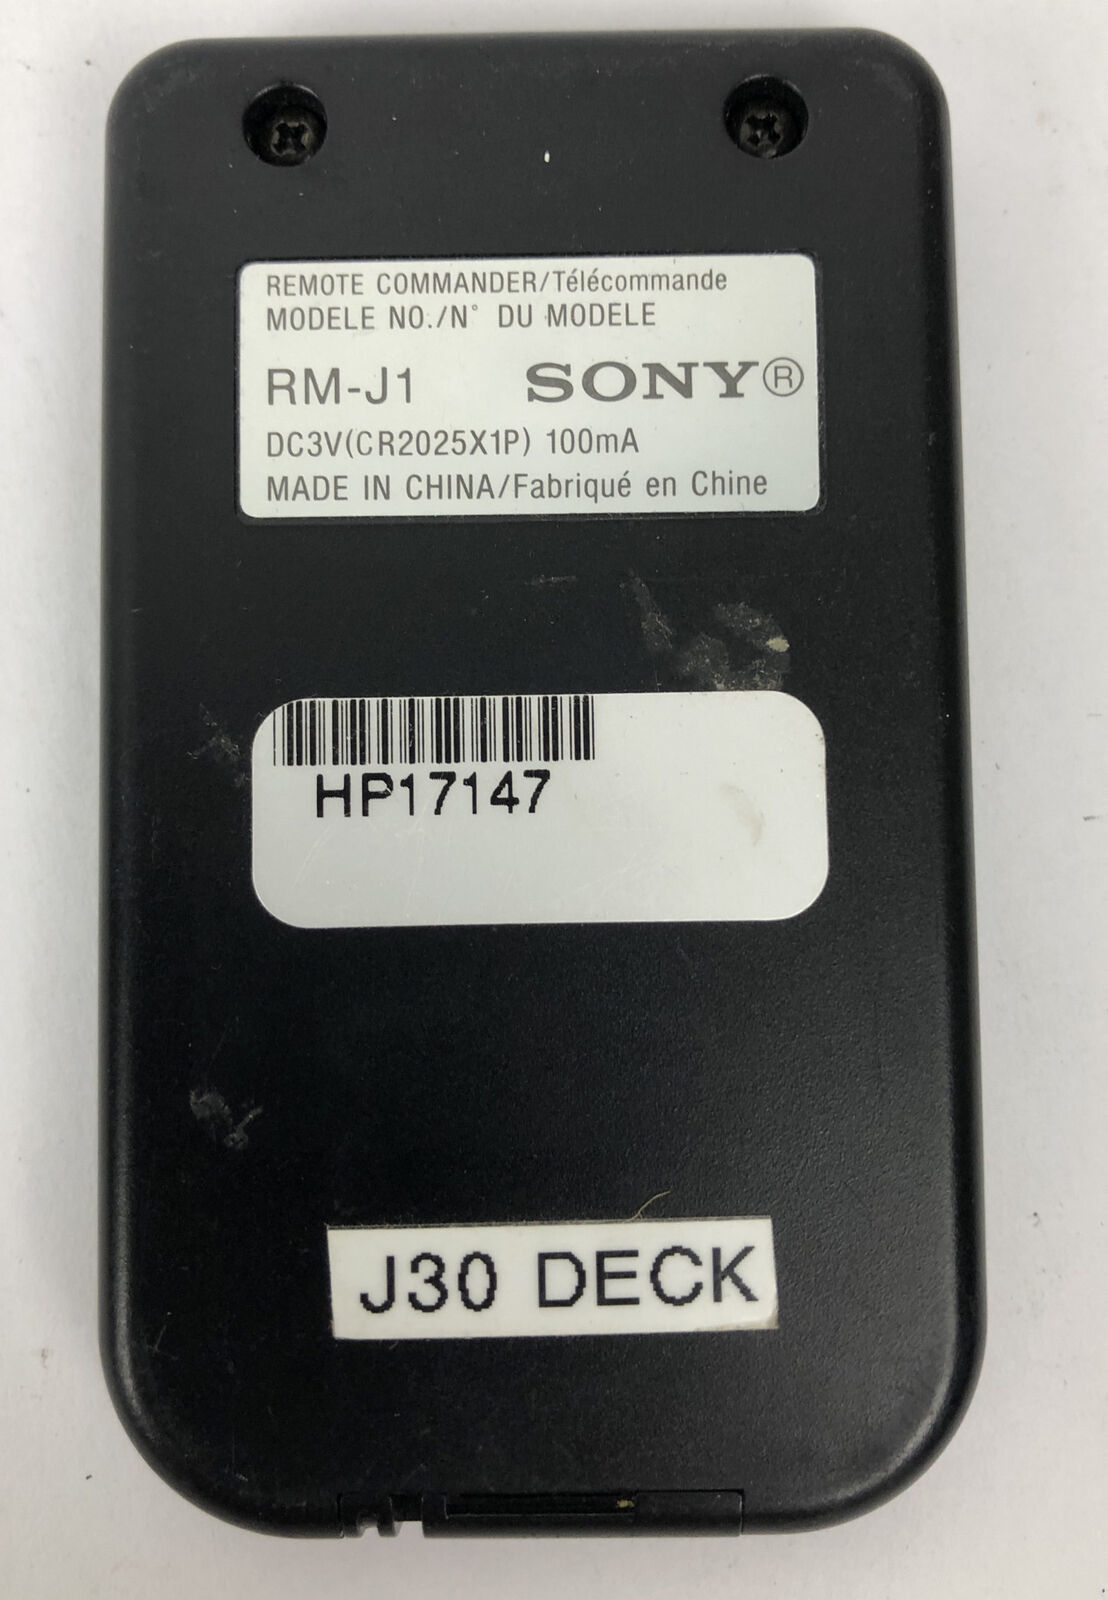 REMOTE COMMANDER/Télécommande
MODELE NO./N° DU MODELE
RM-J1 SONY®
DC3V(CR2025X1P) 100mA
MADE IN CHINA/Fabriqué en Chine
HP17147
J30 DECK